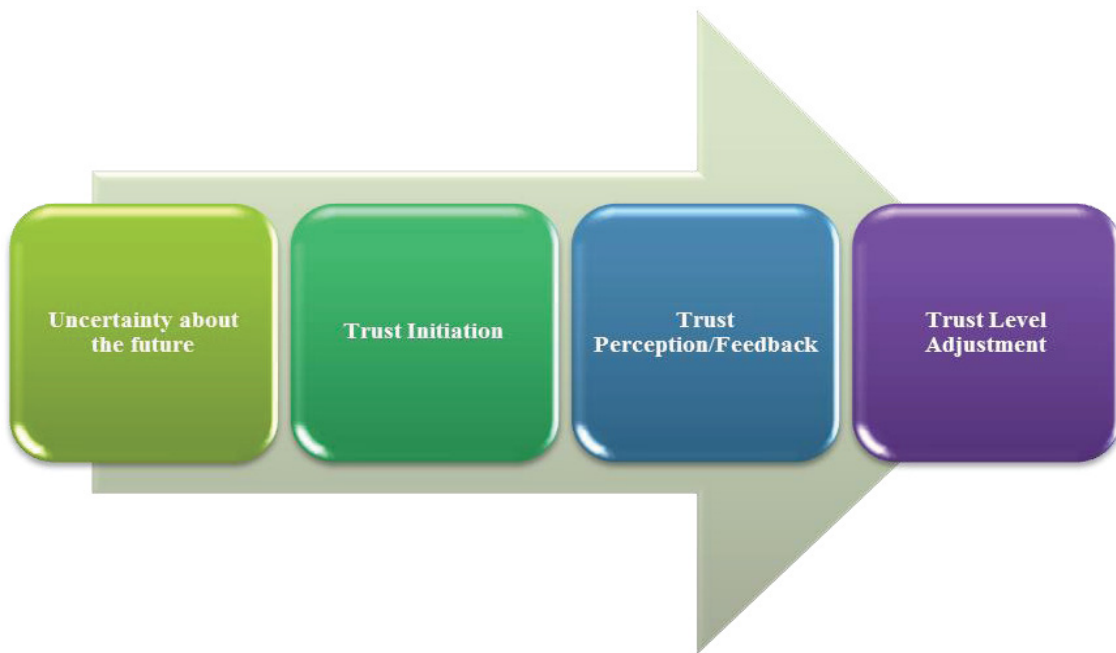 Uncertainty about
the future
Trust Initiation
Trust
Perception/Feedback
Trust Level
Adjustment